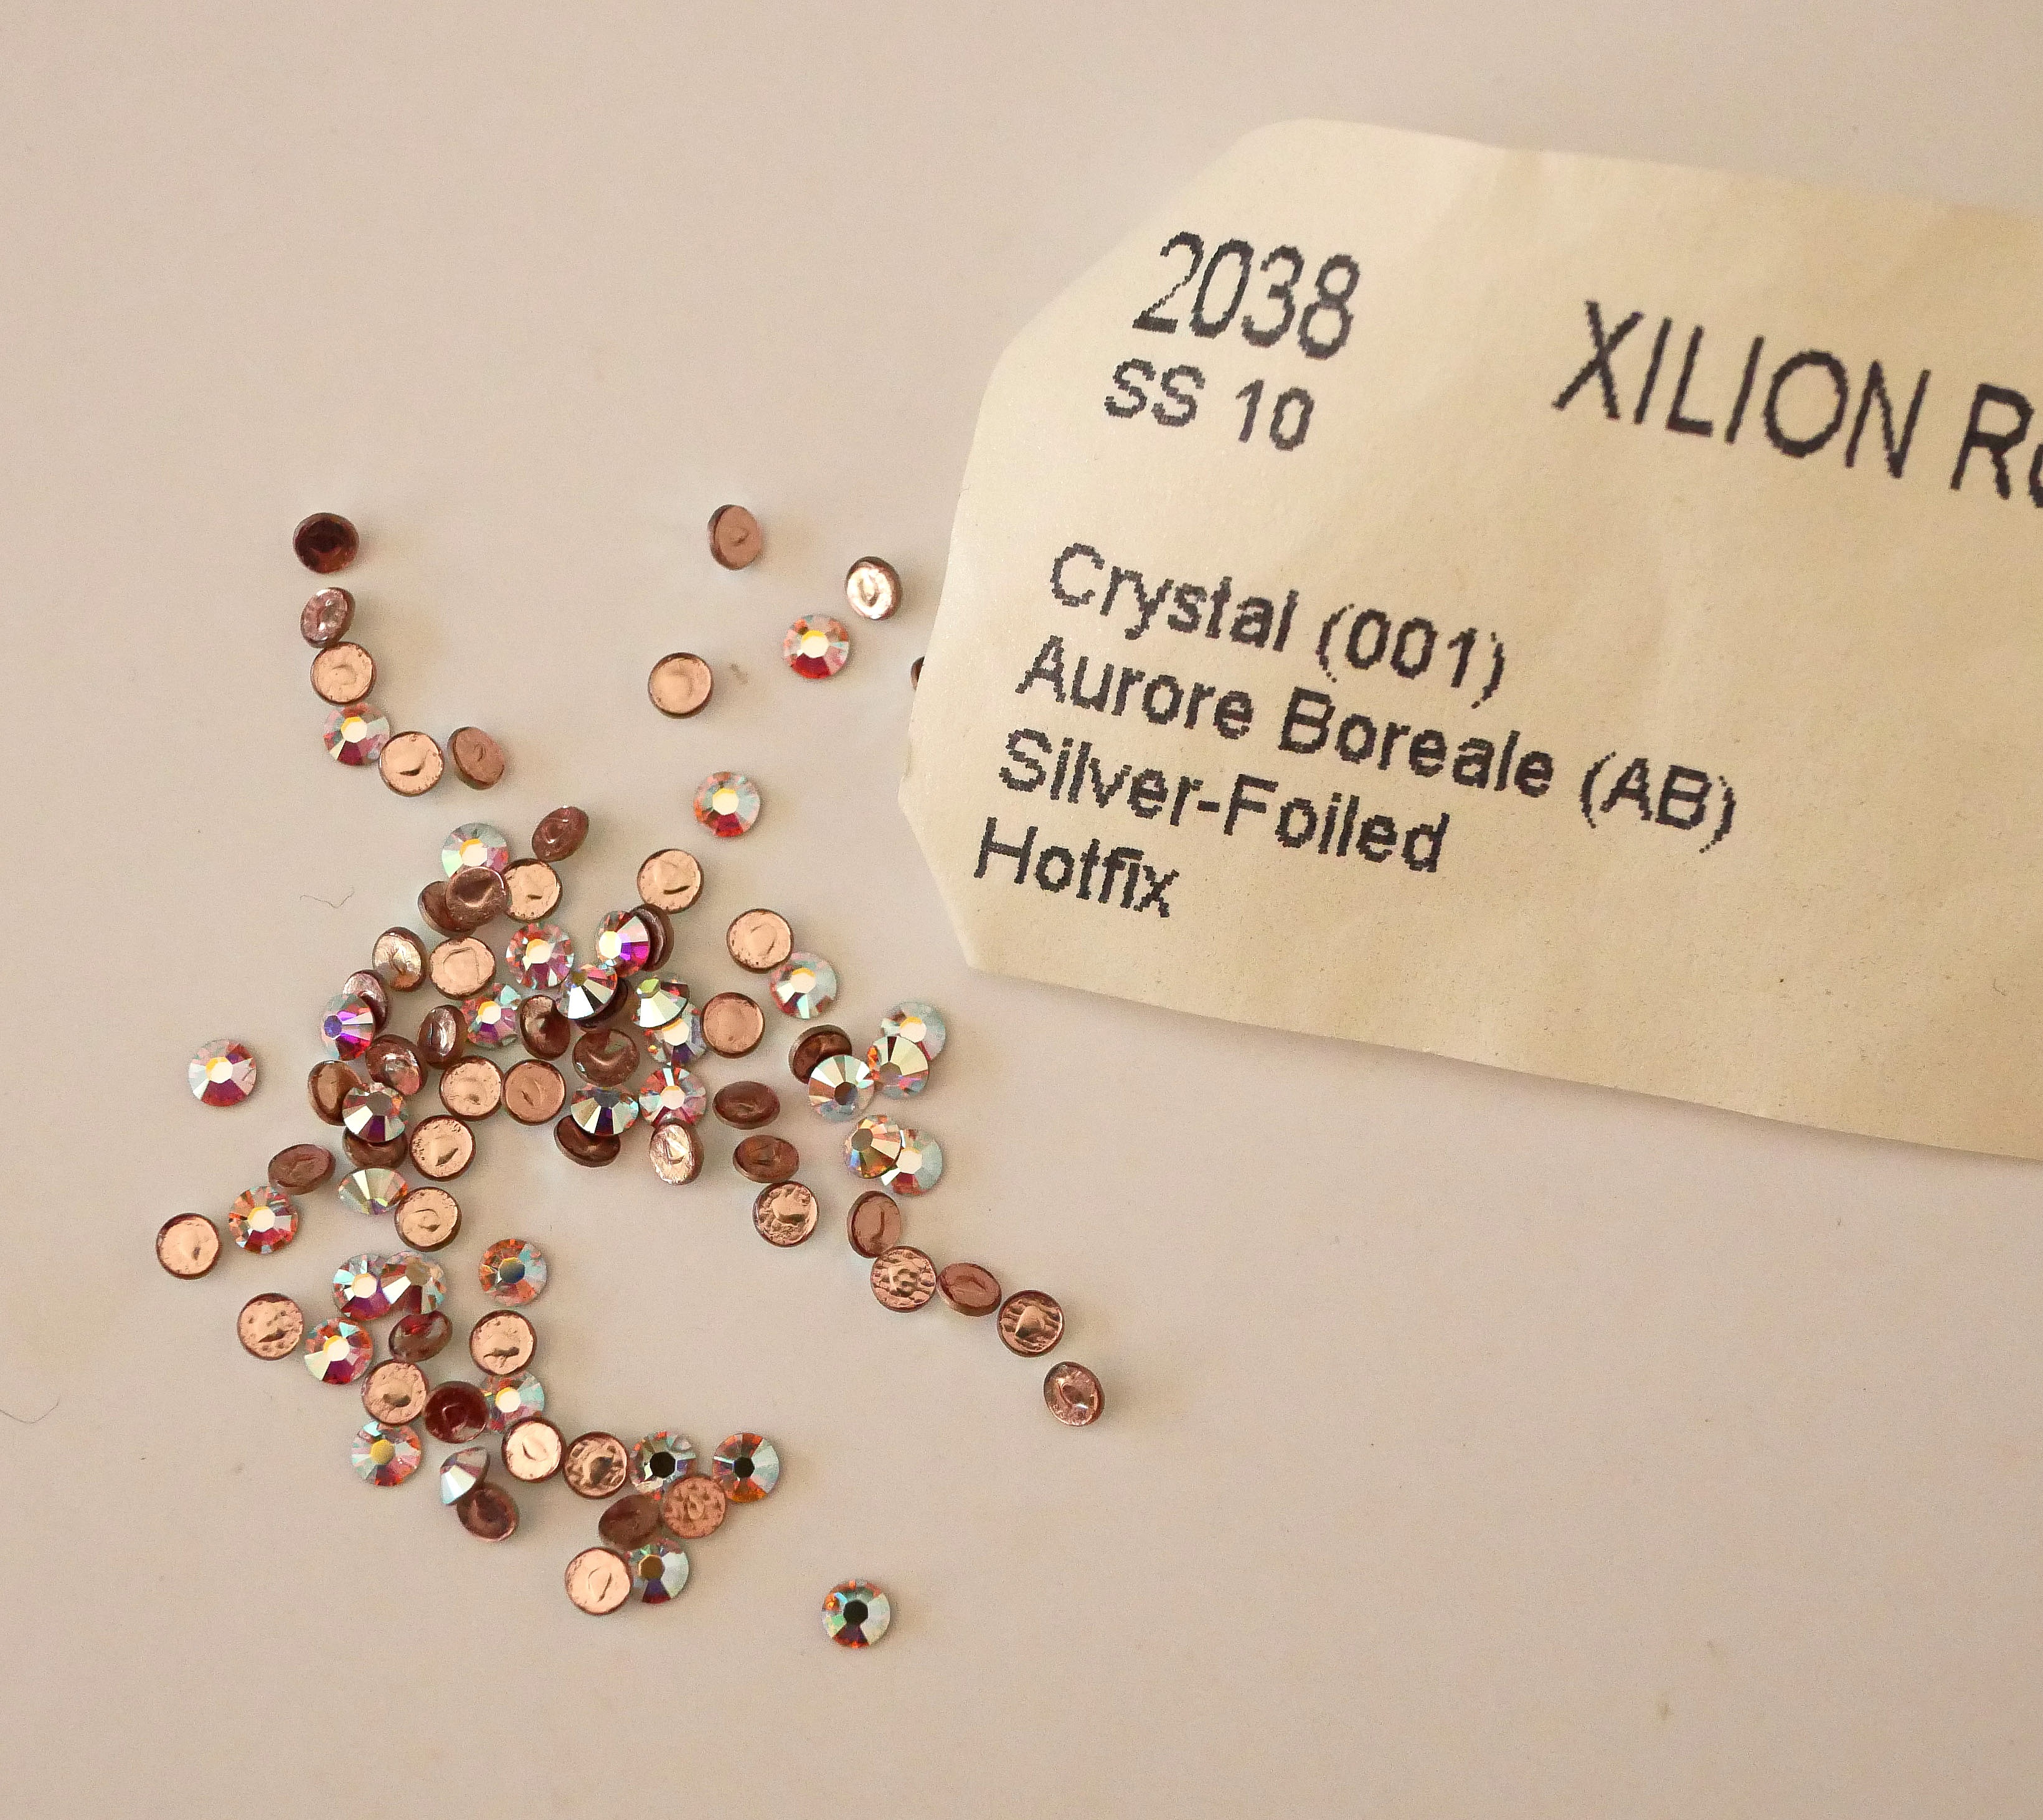 2038 XILION
SS 10
Crystal (001)
Aurore Boreale (AB)
Silver-Foiled
Hotfix